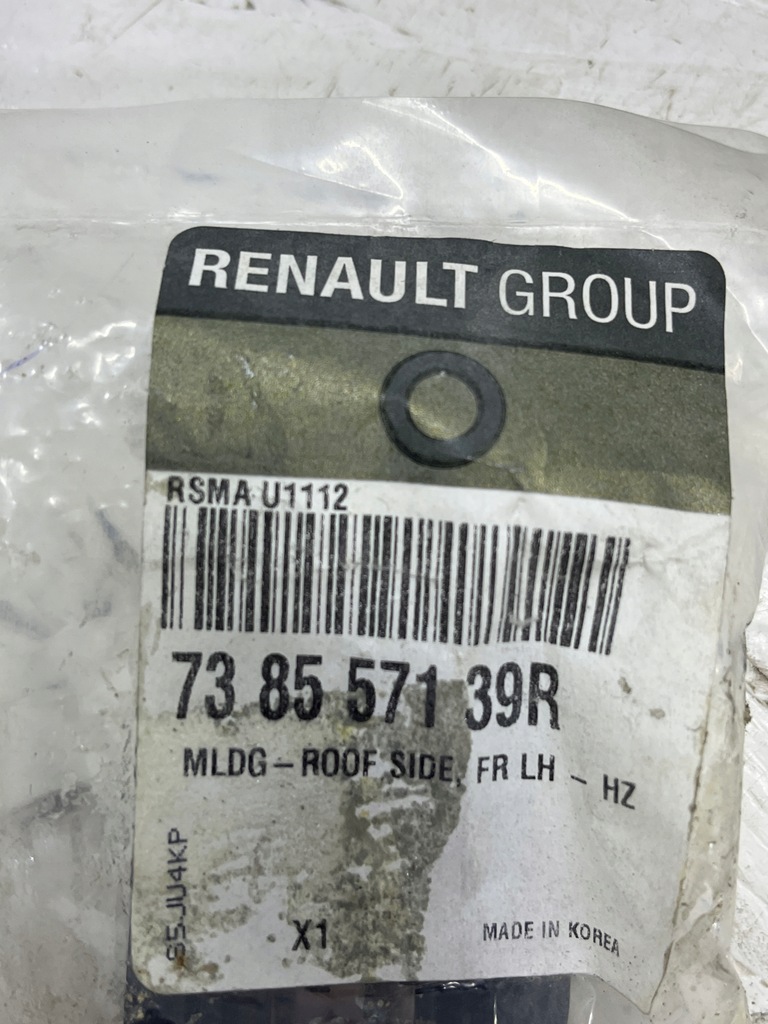 RENAULT GROUP
RSMA U1112
73 85 571 39R
MLDG - ROOF SIDE, FR LH - HZ
S5JU4KP
X1
MADE IN KOREA